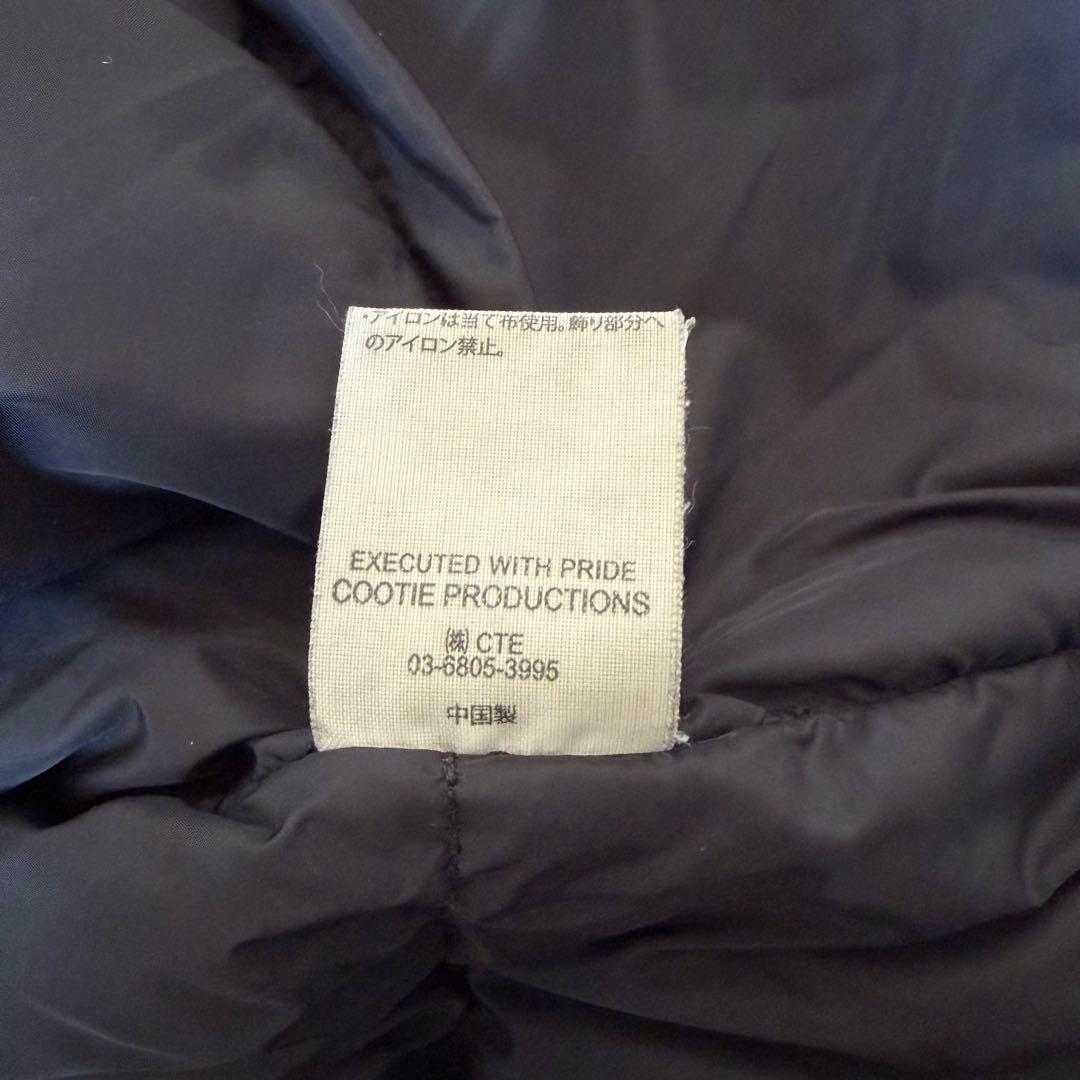 ・アイロンは当て布使用。飾り部分へ
のアイロン禁止。
EXECUTED WITH PRIDE
COOTIE PRODUCTIONS
㈱ CTE
03-6805-3995
中国製